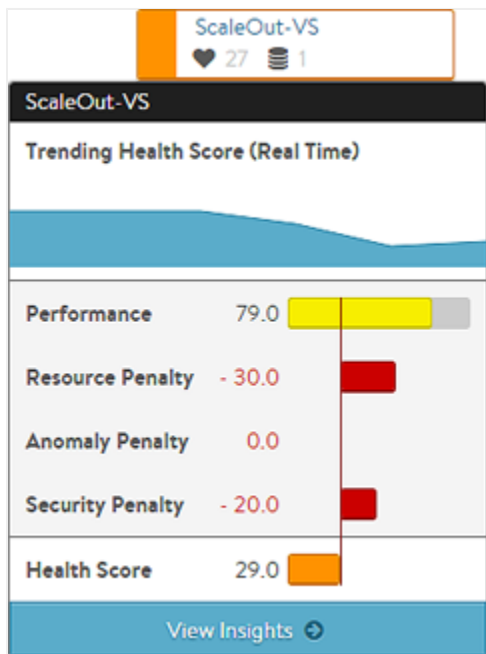 ScaleOut-VS
27 1
ScaleOut-VS
Trending Health Score (Real Time)
Performance 79.0
Resource Penalty - 30.0
Anomaly Penalty 0.0
Security Penalty - 20.0
Health Score 29.0
View Insights